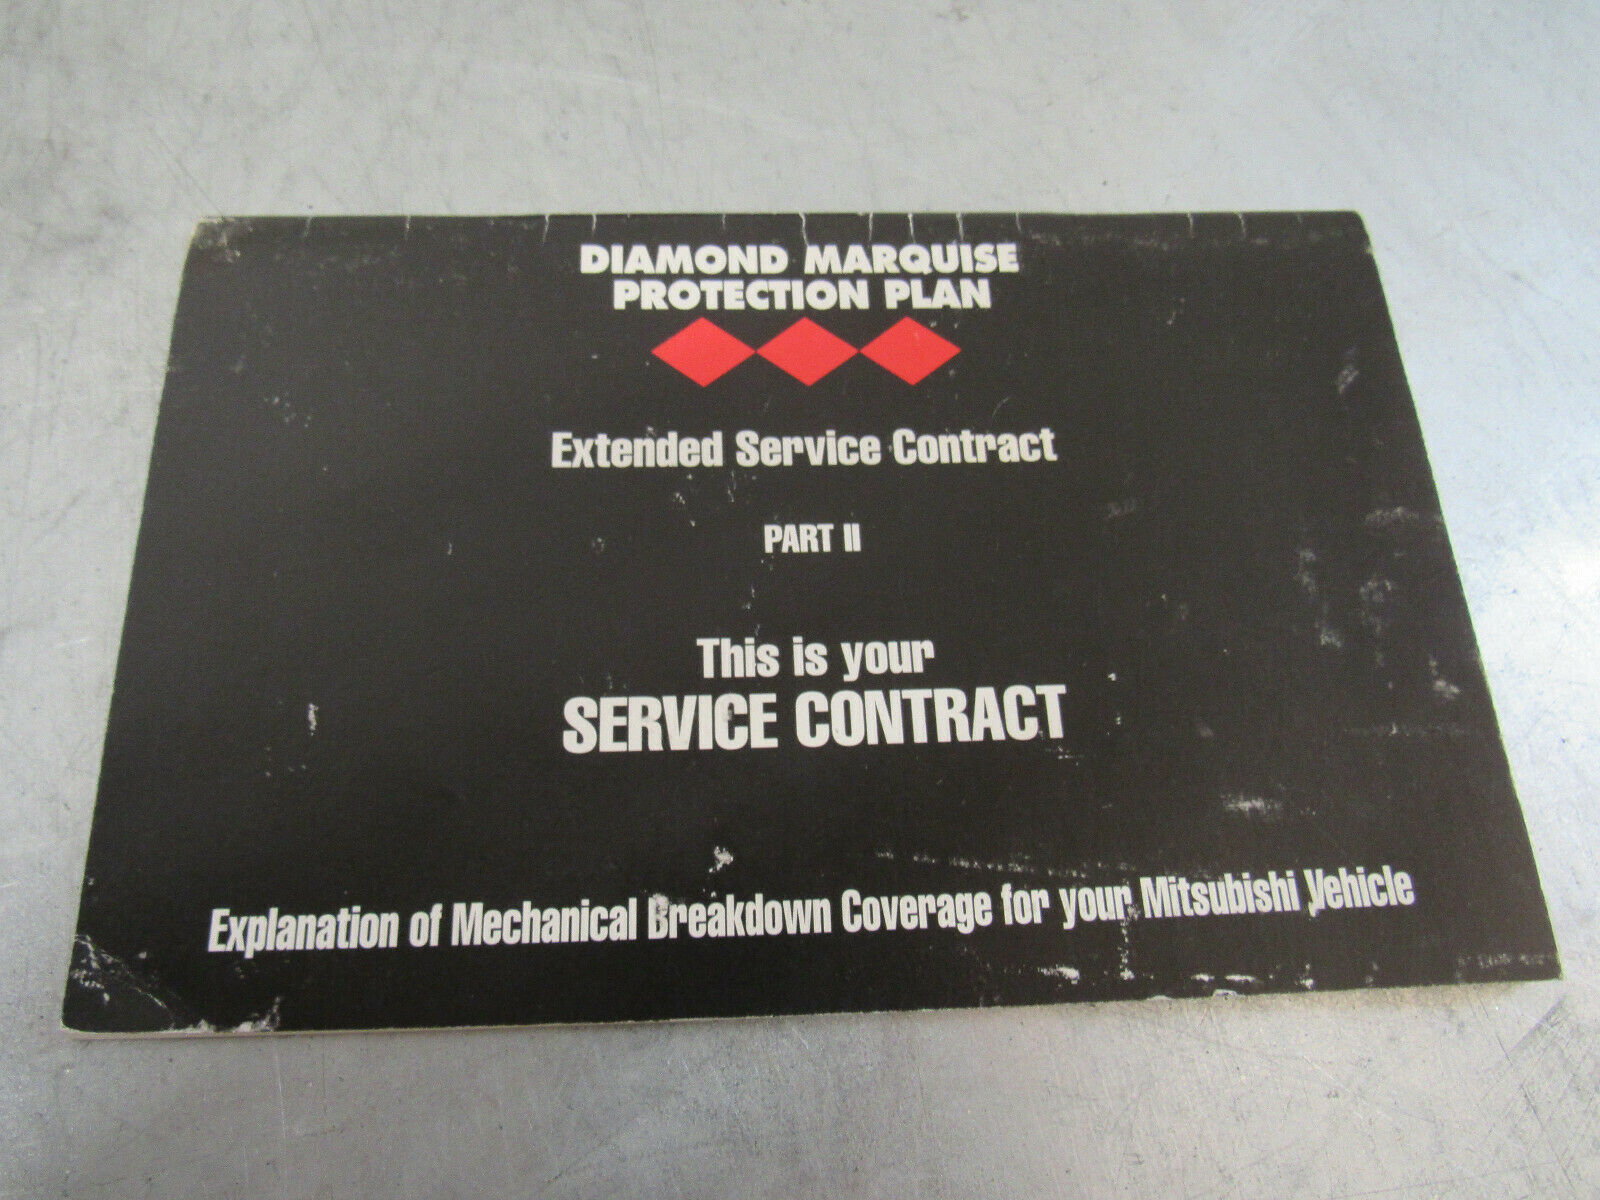 DIAMOND MARQUISE
PROTECTION PLAN
Extended Service Contract
PART II
This is your
SERVICE CONTRACT
Explanation of Mechanical Breakdown Coverage for your Mitsubishi Vehicle